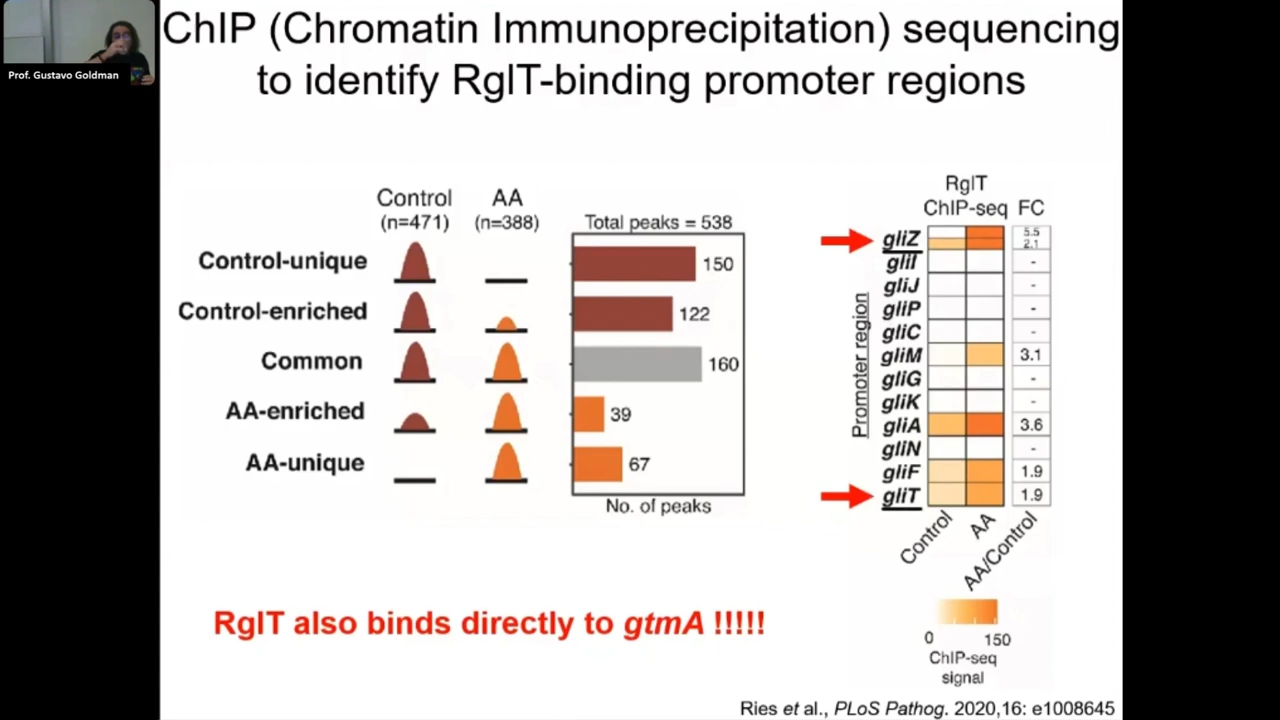 Prof. Gustavo Goldman
ChIP (Chromatin Immunoprecipitation) sequencing
to identify RglT-binding promoter regions
Control
(n=471)
AA
(n=388)
Total peaks = 538
Control-unique
150
Control-enriched
122
Common
160
AA-enriched
39
AA-unique
67
No. of peaks
RglT
ChIP-seq
FC
Promoter region
gliZ
5.5
2.1
gliI
-
gliJ
-
gliP
-
gliC
-
gliM
3.1
gliG
-
gliK
-
gliA
3.6
gliN
-
gliF
1.9
gliT
1.9
Control
AA
AA/Control
0
150
ChIP-seq
signal
RglT also binds directly to gtmA !!!!!
Ries et al., PLoS Pathog. 2020,16: e1008645